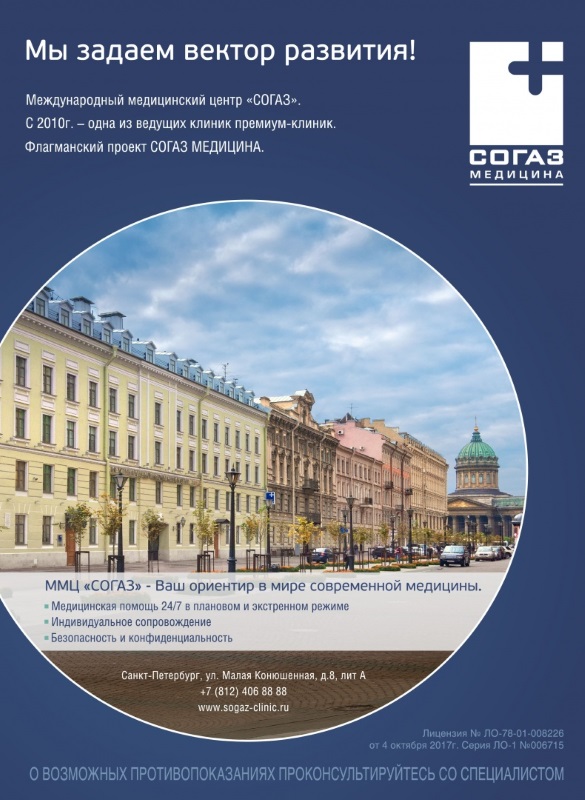 Мы задаем вектор развития!
Международный медицинский центр «СОГАЗ».
С 2010г. – одна из ведущих клиник премиум-клиник.
Флагманский проект СОГАЗ МЕДИЦИНА.
СОГАЗ
МЕДИЦИНА
ММЦ «СОГАЗ» - Ваш ориентир в мире современной медицины.
Медицинская помощь 24/7 в плановом и экстренном режиме
Индивидуальное сопровождение
Безопасность и конфиденциальность
Санкт-Петербург, ул. Малая Конюшенная, д.8, лит А
+7 (812) 406 88 88
www.sogaz-clinic.ru
Лицензия № ЛО-78-01-008226
от 4 октября 2017г. Серия ЛО-1 №006715
О ВОЗМОЖНЫХ ПРОТИВОПОКАЗАНИЯХ ПРОКОНСУЛЬТИРУЙТЕСЬ СО СПЕЦИАЛИСТОМ